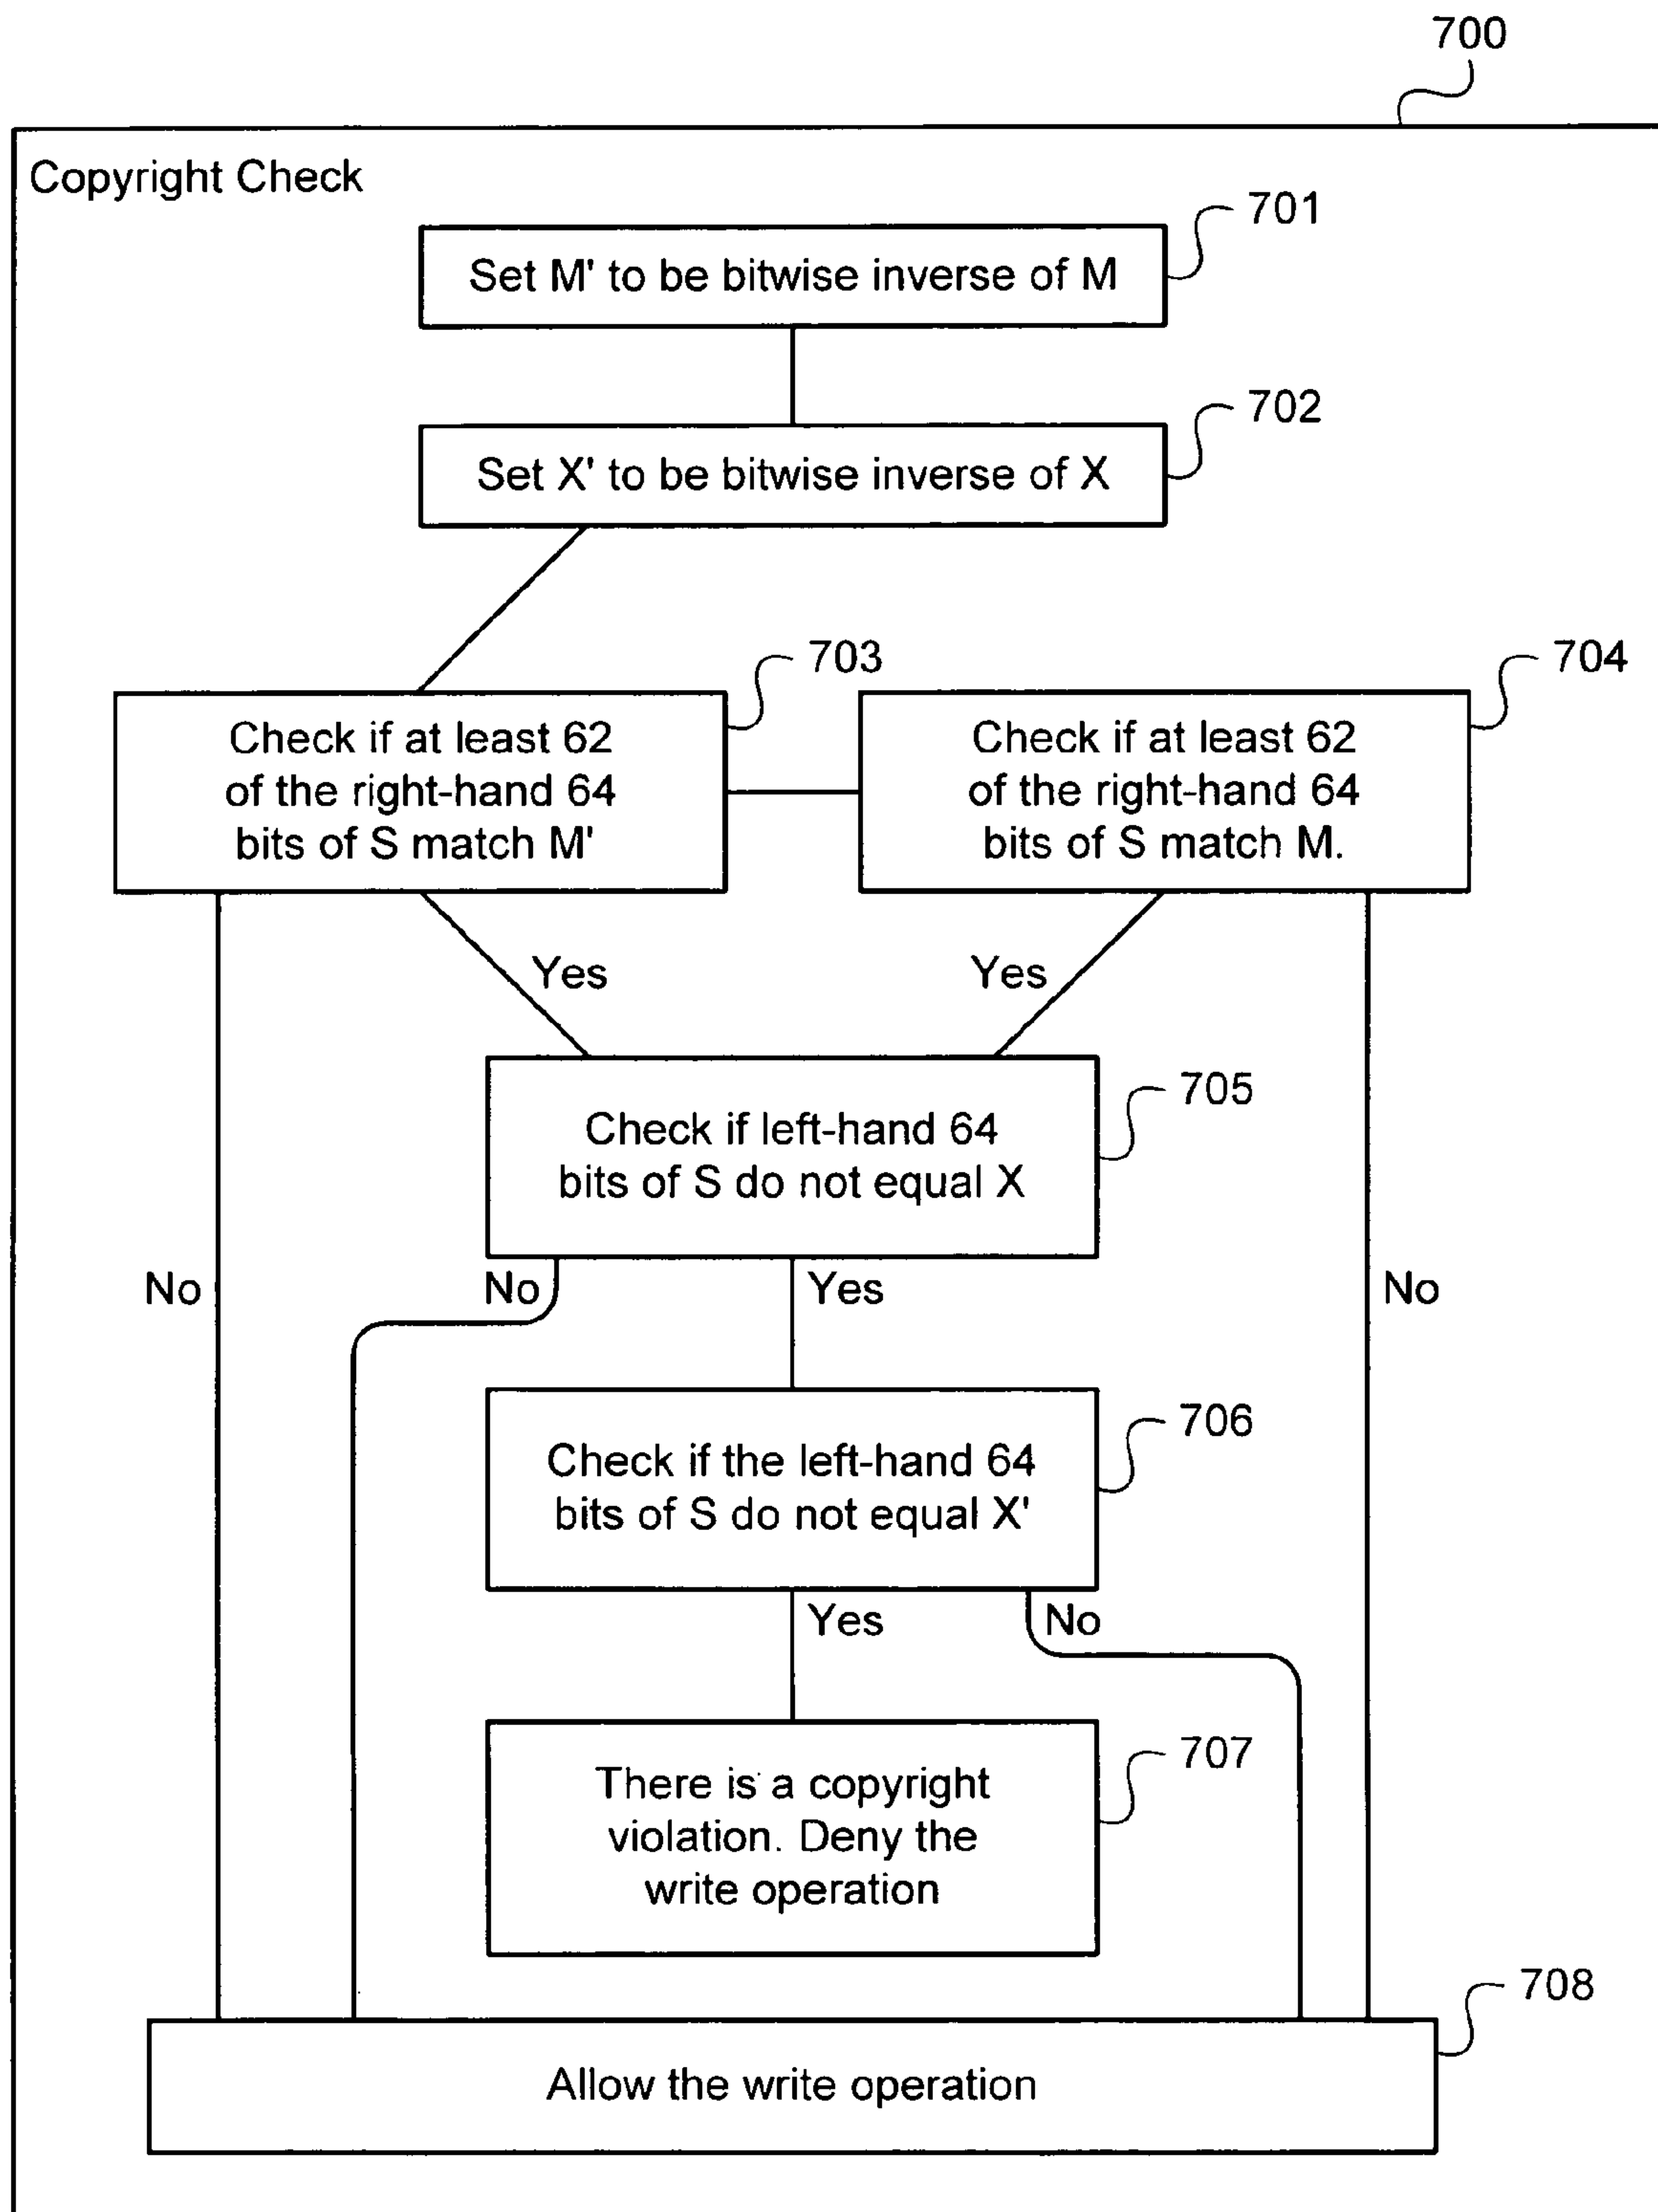 700
Copyright Check
701
Set M' to be bitwise inverse of M
702
Set X' to be bitwise inverse of X
703
704
Check if at least 62
of the right-hand 64
bits of S match M'
Check if at least 62
of the right-hand 64
bits of S match M.
Yes
Yes
705
Check if left-hand 64
bits of S do not equal X
No
No
Yes
No
706
Check if the left-hand 64
bits of S do not equal X'
Yes
No
707
There is a copyright
violation. Deny the
write operation
708
Allow the write operation